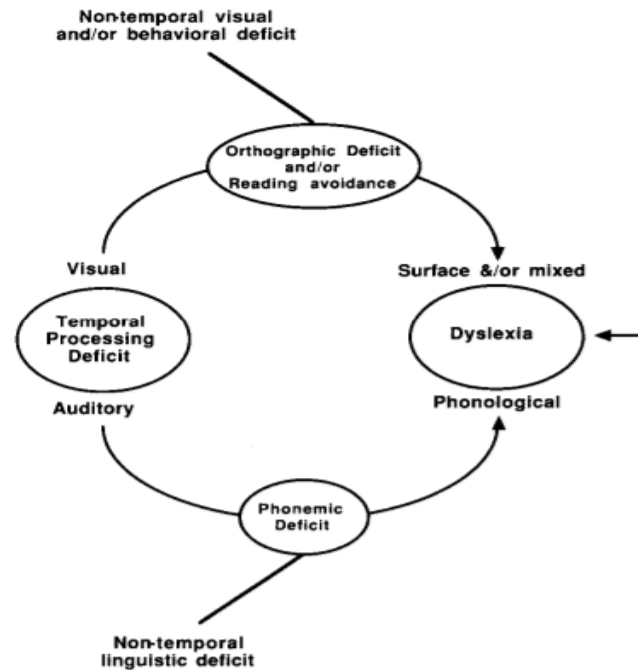 Non-temporal visual
and/or behavioral deficit
Orthographic Deficit
and/or
Reading avoidance
Visual
Surface &/or mixed
Temporal
Processing
Deficit
Dyslexia
Auditory
Phonological
Phonemic
Deficit
Non-temporal
linguistic deficit